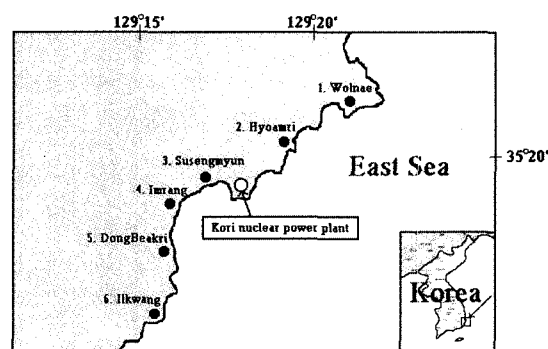 129°15' 129°20'
1. Wolnae
2. Hyoamri
3. Susengmyun
East Sea
35°20'
4. Imrang
Kori nuclear power plant
5. DongBeakri
6. Ilkwang
Korea